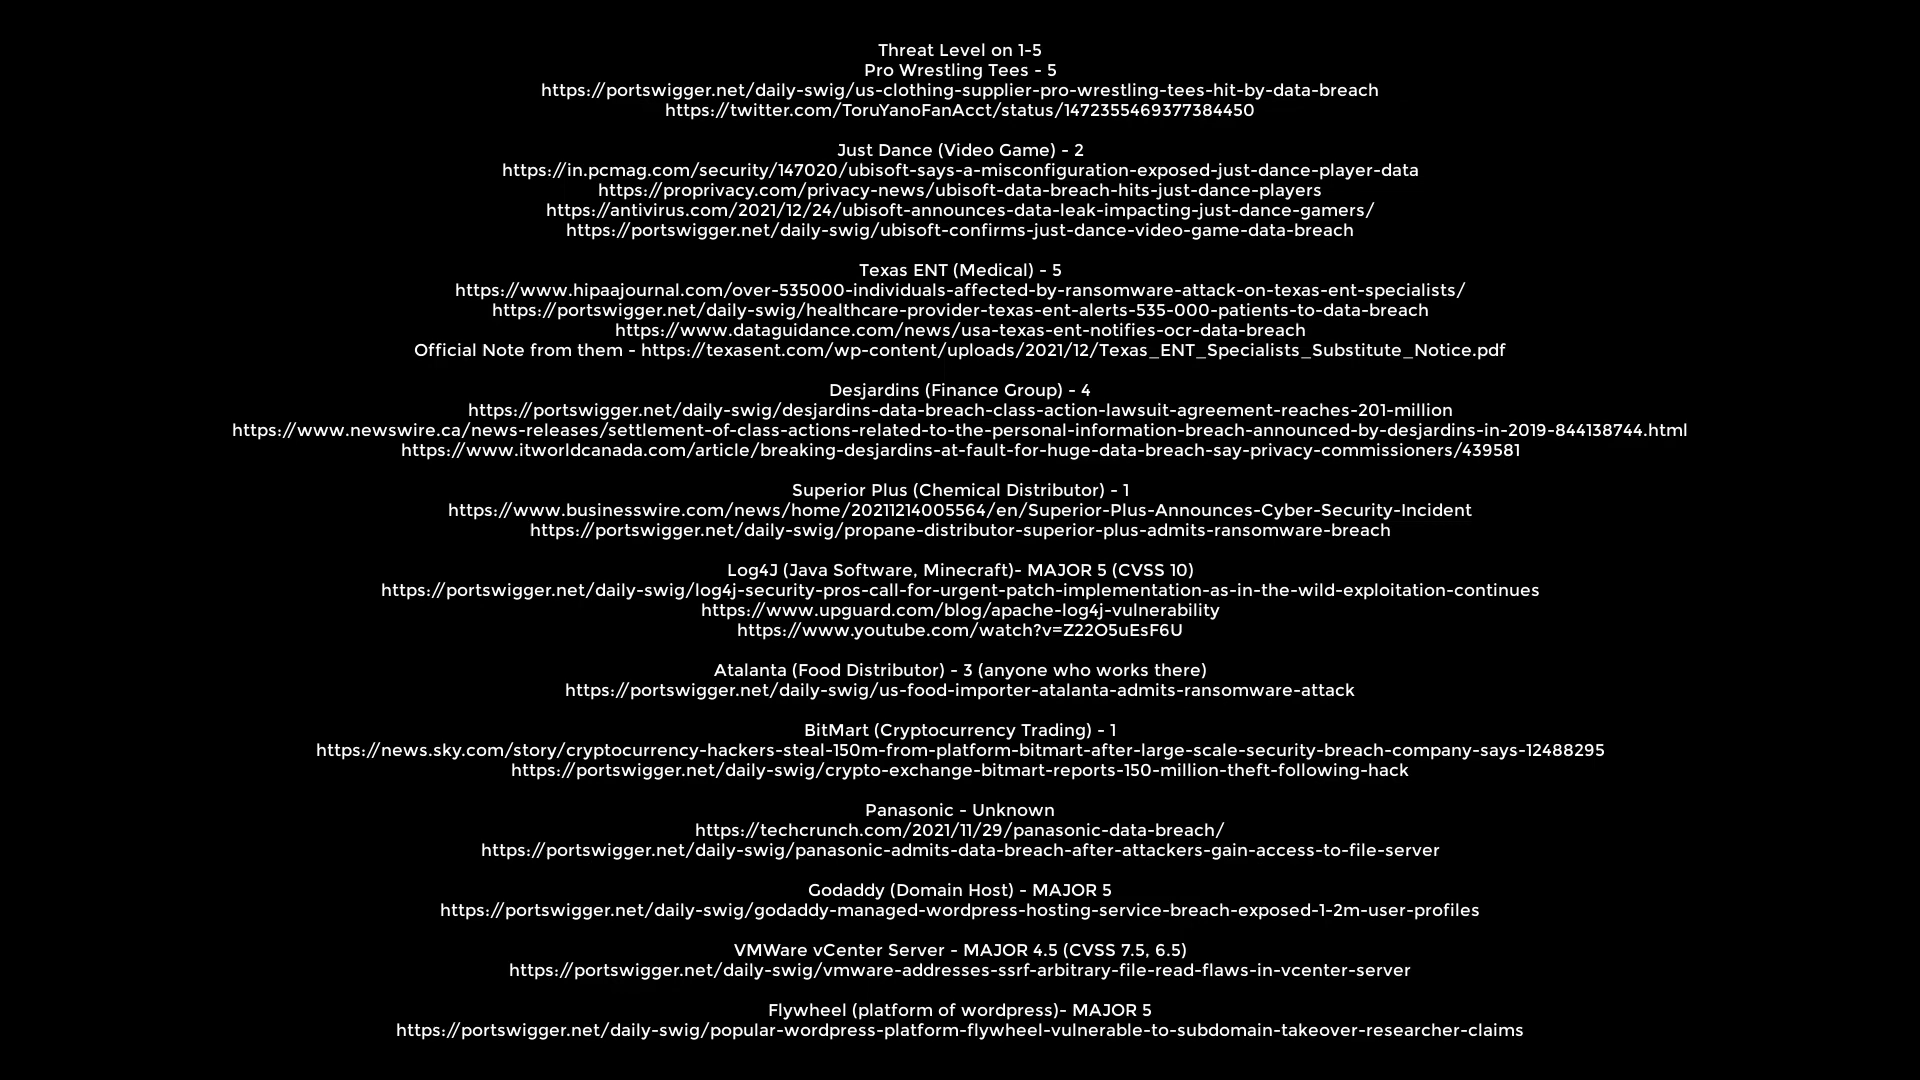 Threat Level on 1-5
Pro Wrestling Tees - 5
https://portswigger.net/daily-swig/us-clothing-supplier-pro-wrestling-tees-hit-by-data-breach
https://twitter.com/ToruYanoFanAcct/status/1472355469377384450
Just Dance (Video Game) - 2
https://in.pcmag.com/security/147020/ubisoft-says-a-misconfiguration-exposed-just-dance-player-data
https://proprivacy.com/privacy-news/ubisoft-data-breach-hits-just-dance-players
https://antivirus.com/2021/12/24/ubisoft-announces-data-leak-impacting-just-dance-gamers/
https://portswigger.net/daily-swig/ubisoft-confirms-just-dance-video-game-data-breach
Texas ENT (Medical) - 5
https://www.hipaajournal.com/over-535000-individuals-affected-by-ransomware-attack-on-texas-ent-specialists/
https://portswigger.net/daily-swig/healthcare-provider-texas-ent-alerts-535-000-patients-to-data-breach
https://www.dataguidance.com/news/usa-texas-ent-notifies-ocr-data-breach
Official Note from them - https://texasent.com/wp-content/uploads/2021/12/Texas_ENT_Specialists_Substitute_Notice.pdf
Desjardins (Finance Group) - 4
https://portswigger.net/daily-swig/desjardins-data-breach-class-action-lawsuit-agreement-reaches-201-million
https://www.newswire.ca/news-releases/settlement-of-class-actions-related-to-the-personal-information-breach-announced-by-desjardins-in-2019-844138744.html
https://www.itworldcanada.com/article/breaking-desjardins-at-fault-for-huge-data-breach-say-privacy-commissioners/439581
Superior Plus (Chemical Distributor) - 1
https://www.businesswire.com/news/home/20211214005564/en/Superior-Plus-Announces-Cyber-Security-Incident
https://portswigger.net/daily-swig/propane-distributor-superior-plus-admits-ransomware-breach
Log4J (Java Software, Minecraft)- MAJOR 5 (CVSS 10)
https://portswigger.net/daily-swig/log4j-security-pros-call-for-urgent-patch-implementation-as-in-the-wild-exploitation-continues
https://www.upguard.com/blog/apache-log4j-vulnerability
https://www.youtube.com/watch?v=Z22O5uEsF6U
Atalanta (Food Distributor) - 3 (anyone who works there)
https://portswigger.net/daily-swig/us-food-importer-atalanta-admits-ransomware-attack
BitMart (Cryptocurrency Trading) - 1
https://news.sky.com/story/cryptocurrency-hackers-steal-150m-from-platform-bitmart-after-large-scale-security-breach-company-says-12488295
https://portswigger.net/daily-swig/crypto-exchange-bitmart-reports-150-million-theft-following-hack
Panasonic - Unknown
https://techcrunch.com/2021/11/29/panasonic-data-breach/
https://portswigger.net/daily-swig/panasonic-admits-data-breach-after-attackers-gain-access-to-file-server
Godaddy (Domain Host) - MAJOR 5
https://portswigger.net/daily-swig/godaddy-managed-wordpress-hosting-service-breach-exposed-1-2m-user-profiles
VMWare vCenter Server - MAJOR 4.5 (CVSS 7.5, 6.5)
https://portswigger.net/daily-swig/vmware-addresses-ssrf-arbitrary-file-read-flaws-in-vcenter-server
Flywheel (platform of wordpress)- MAJOR 5
https://portswigger.net/daily-swig/popular-wordpress-platform-flywheel-vulnerable-to-subdomain-takeover-researcher-claims